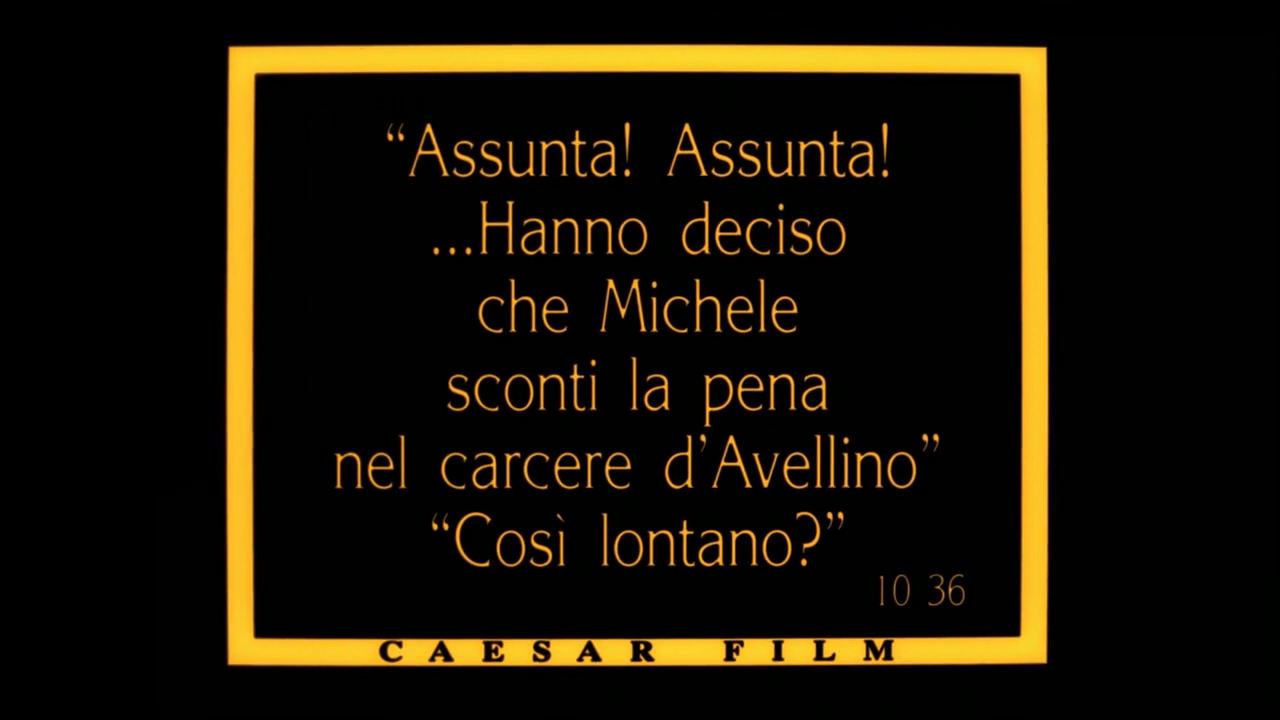 “Assunta! Assunta!
...Hanno deciso
che Michele
sconti la pena
nel carcere d’Avellino”
“Così lontano?”
10 36
CAESAR FILM